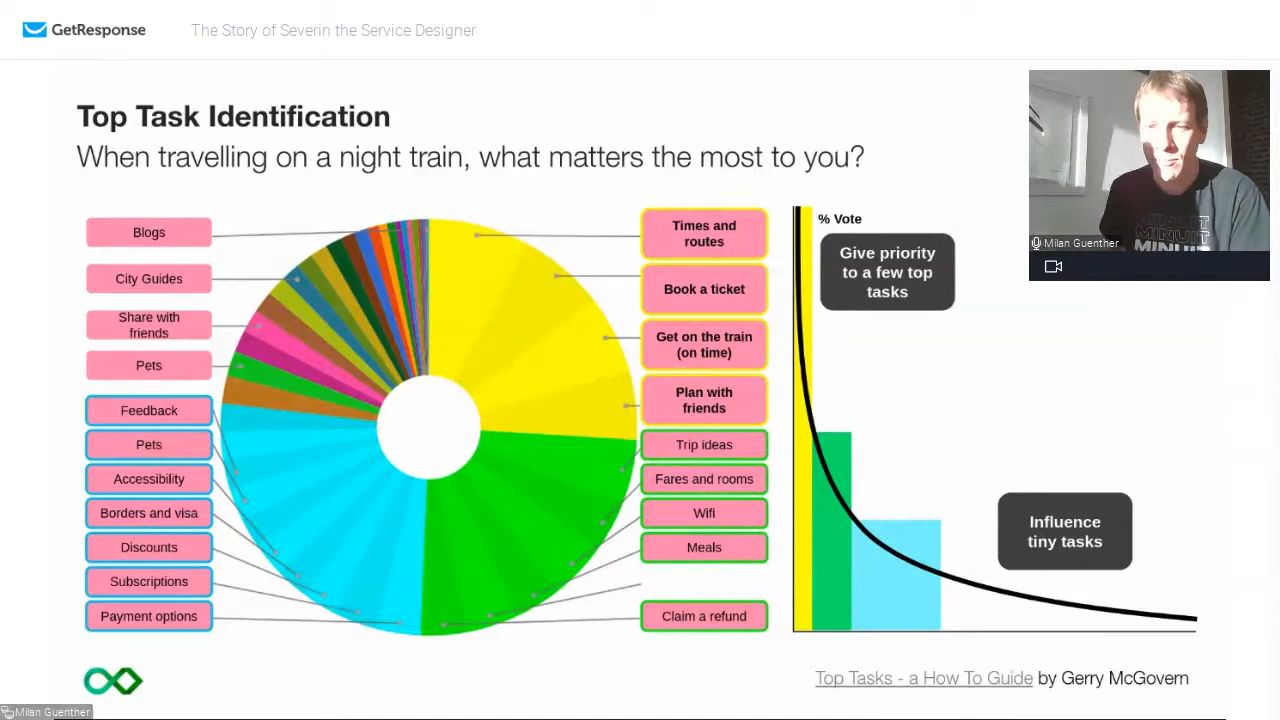 GetResponse
The Story of Severin the Service Designer
Top Task Identification
When travelling on a night train, what matters the most to you?
Blogs
City Guides
Share with
friends
Pets
Feedback
Pets
Accessibility
Borders and visa
Discounts
Subscriptions
Payment options
Times and
routes
Book a ticket
Get on the train
(on time)
Plan with
friends
Trip ideas
Fares and rooms
Wifi
Meals
Claim a refund
% Vote
Give priority
to a few top
tasks
Influence
tiny tasks
MINUIT
MINUIT
MINUIT
Milan Guenther
Top Tasks - a How To Guide by Gerry McGovern
Milan Guenther